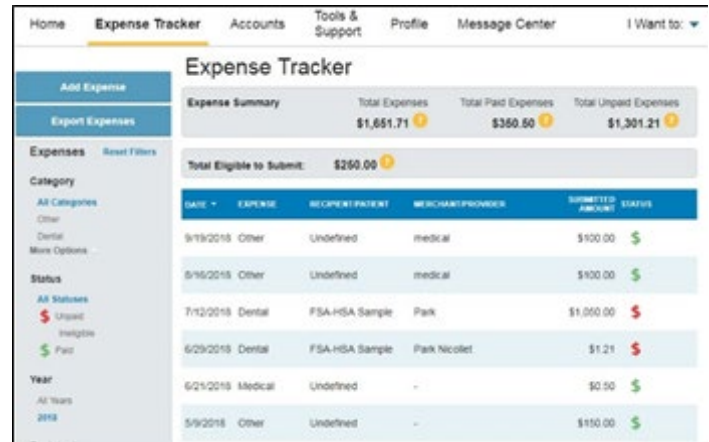 Home Expense Tracker Accounts Tools & Support Profile Message Center I Want to:
Expense Tracker
Add Expense
Export Expenses
Expense Summary Total Expenses Total Paid Expenses Total Unpaid Expenses
$1,651.71 ? $350.50 ? $1,301.21 ?
Total Eligible to Submit: $250.00 ?
Expenses Reset Filters
Category
All Categories
Other
Dental
More Options
Status
All Statuses
$ Unpaid
Ineligible
$ Paid
Year
All Years
2018
DATE EXPENSE RECIPIENT/PATIENT MERCHANT/PROVIDER SUBMITTED AMOUNT STATUS
9/19/2018 Other Undefined medical $100.00 $
8/16/2018 Other Undefined medical $100.00 $
7/12/2018 Dental FSA-HSA Sample Park $1,050.00 $
6/29/2018 Dental FSA-HSA Sample Park Nicollet $1.21 $
6/21/2018 Medical Undefined - $0.50 $
5/9/2018 Other Undefined - $150.00 $